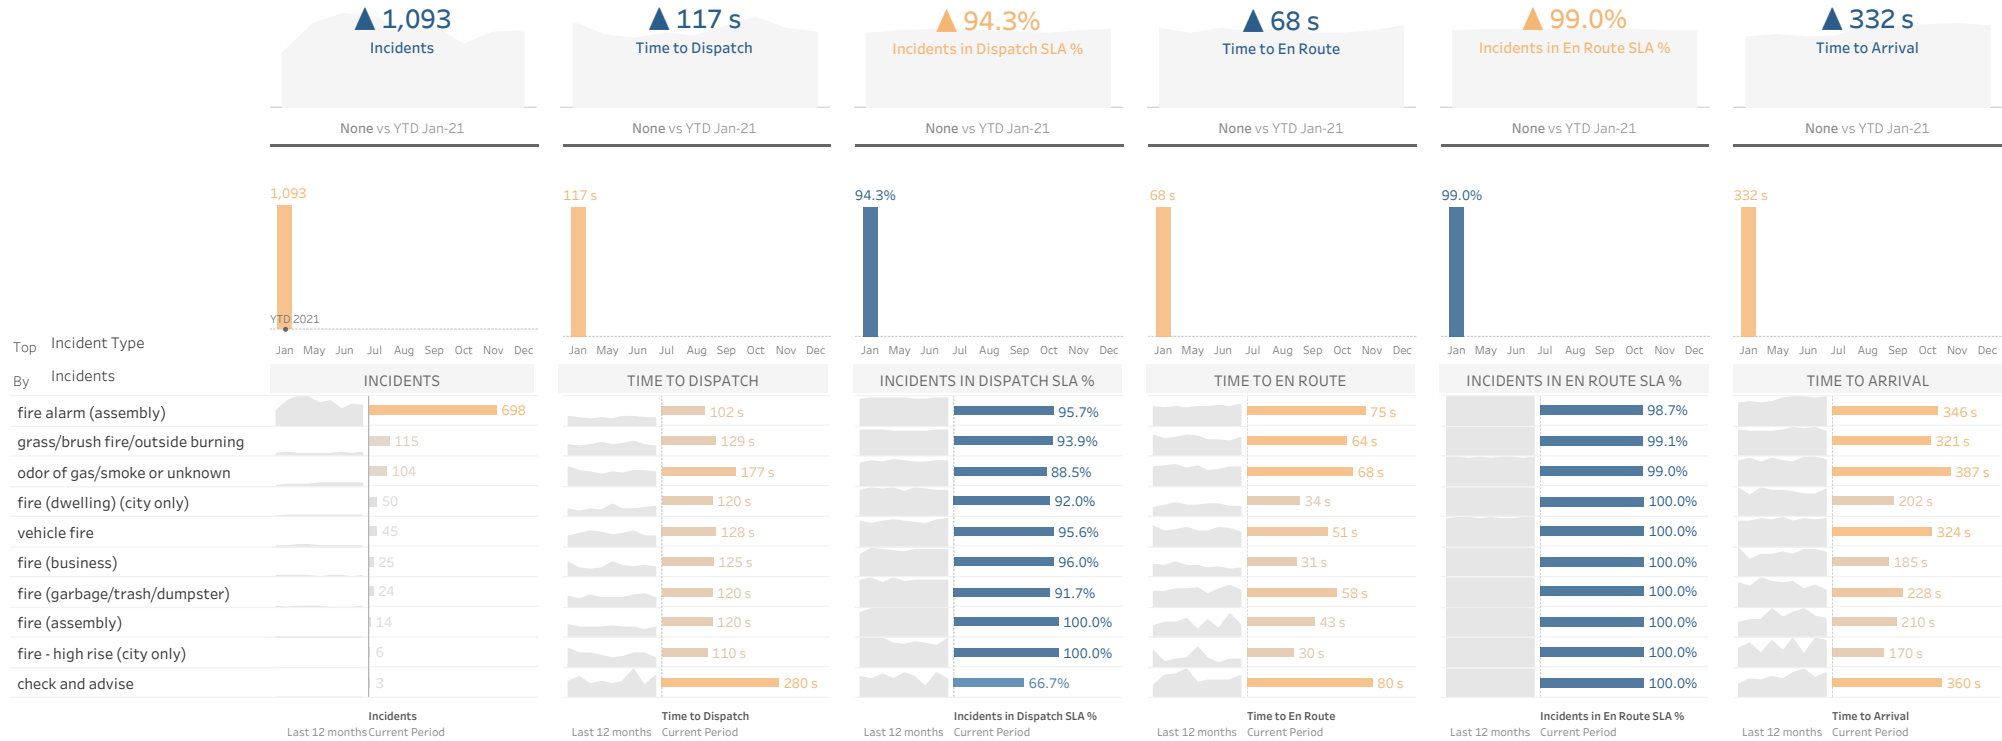 ▲ 1,093
Incidents
None vs YTD Jan-21
▲ 117 s
Time to Dispatch
None vs YTD Jan-21
▲ 94.3%
Incidents in Dispatch SLA %
None vs YTD Jan-21
▲ 68 s
Time to En Route
None vs YTD Jan-21
▲ 99.0%
Incidents in En Route SLA %
None vs YTD Jan-21
▲ 332 s
Time to Arrival
None vs YTD Jan-21
1,093 117 s 94.3% 68 s 99.0% 332 s
YTD 2021
Jan May Jun Jul Aug Sep Oct Nov Dec
Jan May Jun Jul Aug Sep Oct Nov Dec
Jan May Jun Jul Aug Sep Oct Nov Dec
Jan May Jun Jul Aug Sep Oct Nov Dec
Jan May Jun Jul Aug Sep Oct Nov Dec
Jan May Jun Jul Aug Sep Oct Nov Dec
Top Incident Type
By Incidents
INCIDENTS TIME TO DISPATCH INCIDENTS IN DISPATCH SLA % TIME TO EN ROUTE INCIDENTS IN EN ROUTE SLA % TIME TO ARRIVAL
fire alarm (assembly) 698 102 s 95.7% 75 s 98.7% 346 s
grass/brush fire/outside burning 115 129 s 93.9% 64 s 99.1% 321 s
odor of gas/smoke or unknown 104 177 s 88.5% 68 s 99.0% 387 s
fire (dwelling) (city only) 50 120 s 92.0% 34 s 100.0% 202 s
vehicle fire 45 128 s 95.6% 51 s 100.0% 324 s
fire (business) 25 125 s 96.0% 31 s 100.0% 185 s
fire (garbage/trash/dumpster) 24 120 s 91.7% 58 s 100.0% 228 s
fire (assembly) 14 120 s 100.0% 43 s 100.0% 210 s
fire - high rise (city only) 6 110 s 100.0% 30 s 100.0% 170 s
check and advise 3 280 s 66.7% 80 s 100.0% 360 s
Incidents Time to Dispatch Incidents in Dispatch SLA % Time to En Route Incidents in En Route SLA % Time to Arrival
Last 12 months Current Period Last 12 months Current Period Last 12 months Current Period Last 12 months Current Period Last 12 months Current Period Last 12 months Current Period